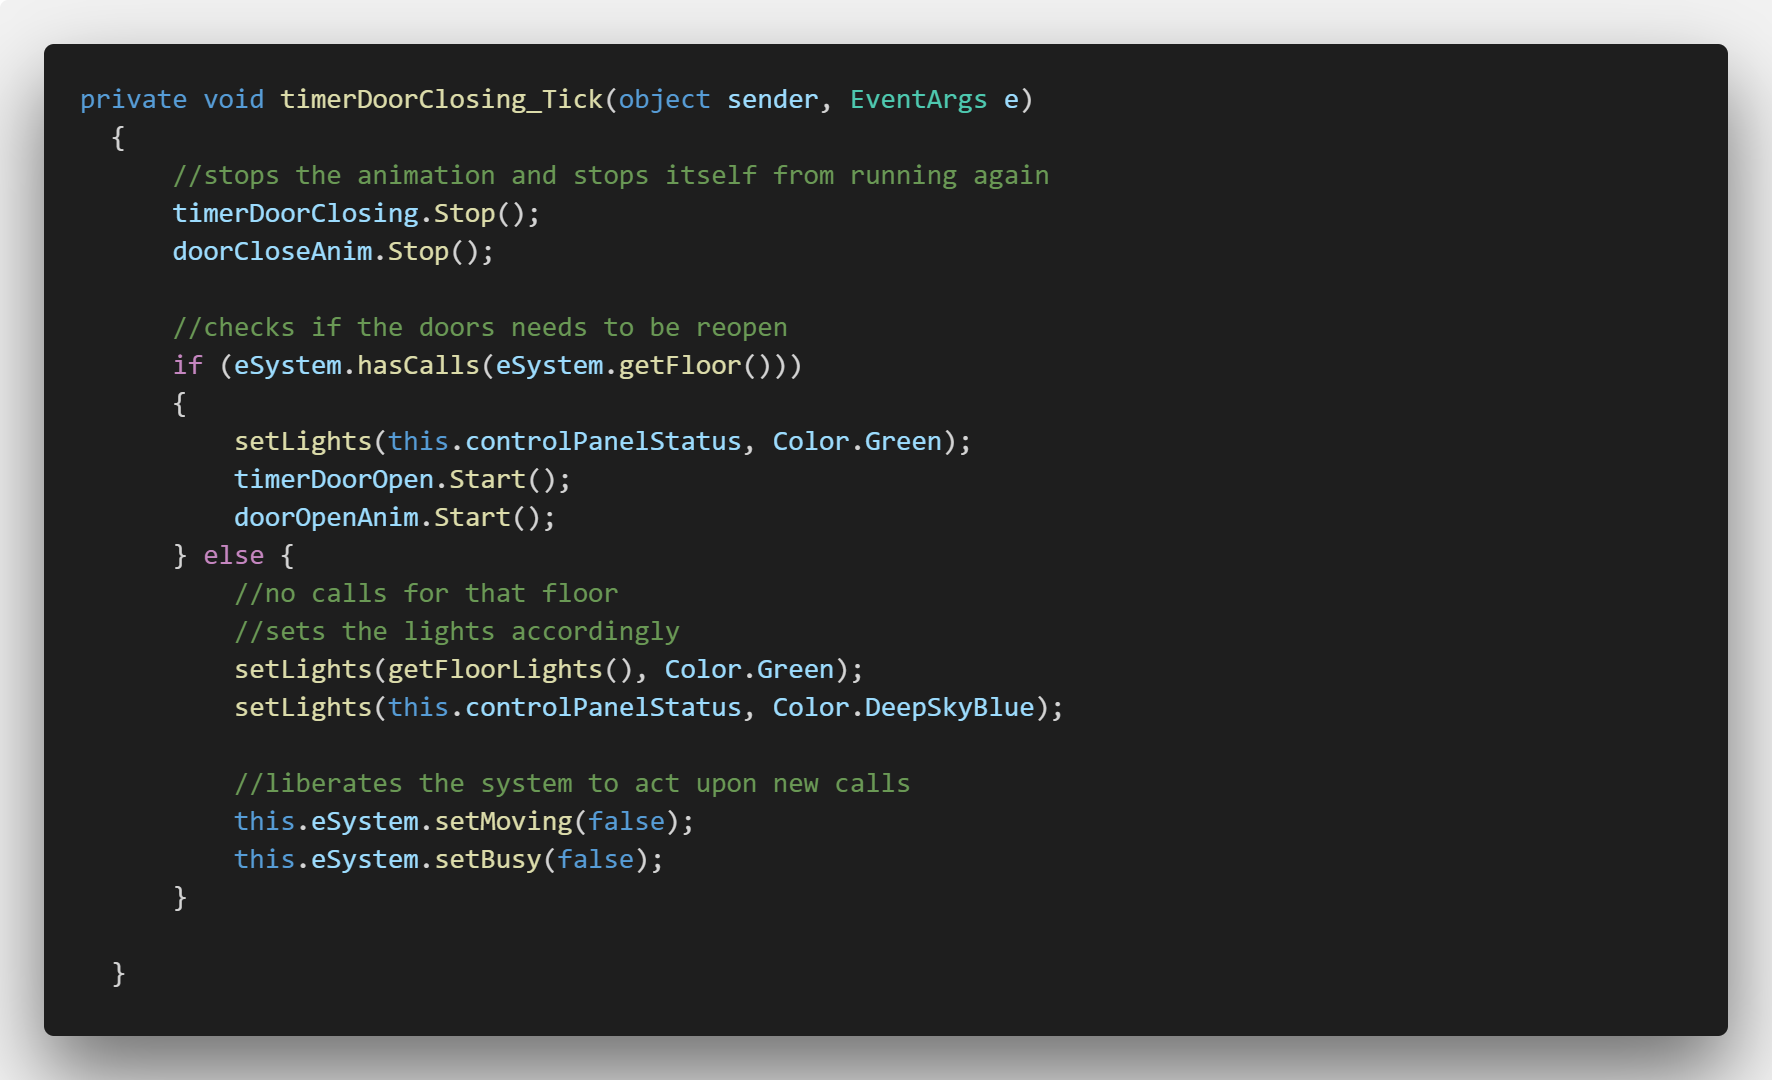 private void timerDoorClosing_Tick(object sender, EventArgs e)
  {
      //stops the animation and stops itself from running again
      timerDoorClosing.Stop();
      doorCloseAnim.Stop();

      //checks if the doors needs to be reopen
      if (eSystem.hasCalls(eSystem.getFloor()))
      {
          setLights(this.controlPanelStatus, Color.Green);
          timerDoorOpen.Start();
          doorOpenAnim.Start();
      } else {
          //no calls for that floor
          //sets the lights accordingly
          setLights(getFloorLights(), Color.Green);
          setLights(this.controlPanelStatus, Color.DeepSkyBlue);

          //liberates the system to act upon new calls
          this.eSystem.setMoving(false);
          this.eSystem.setBusy(false);
      }

  }